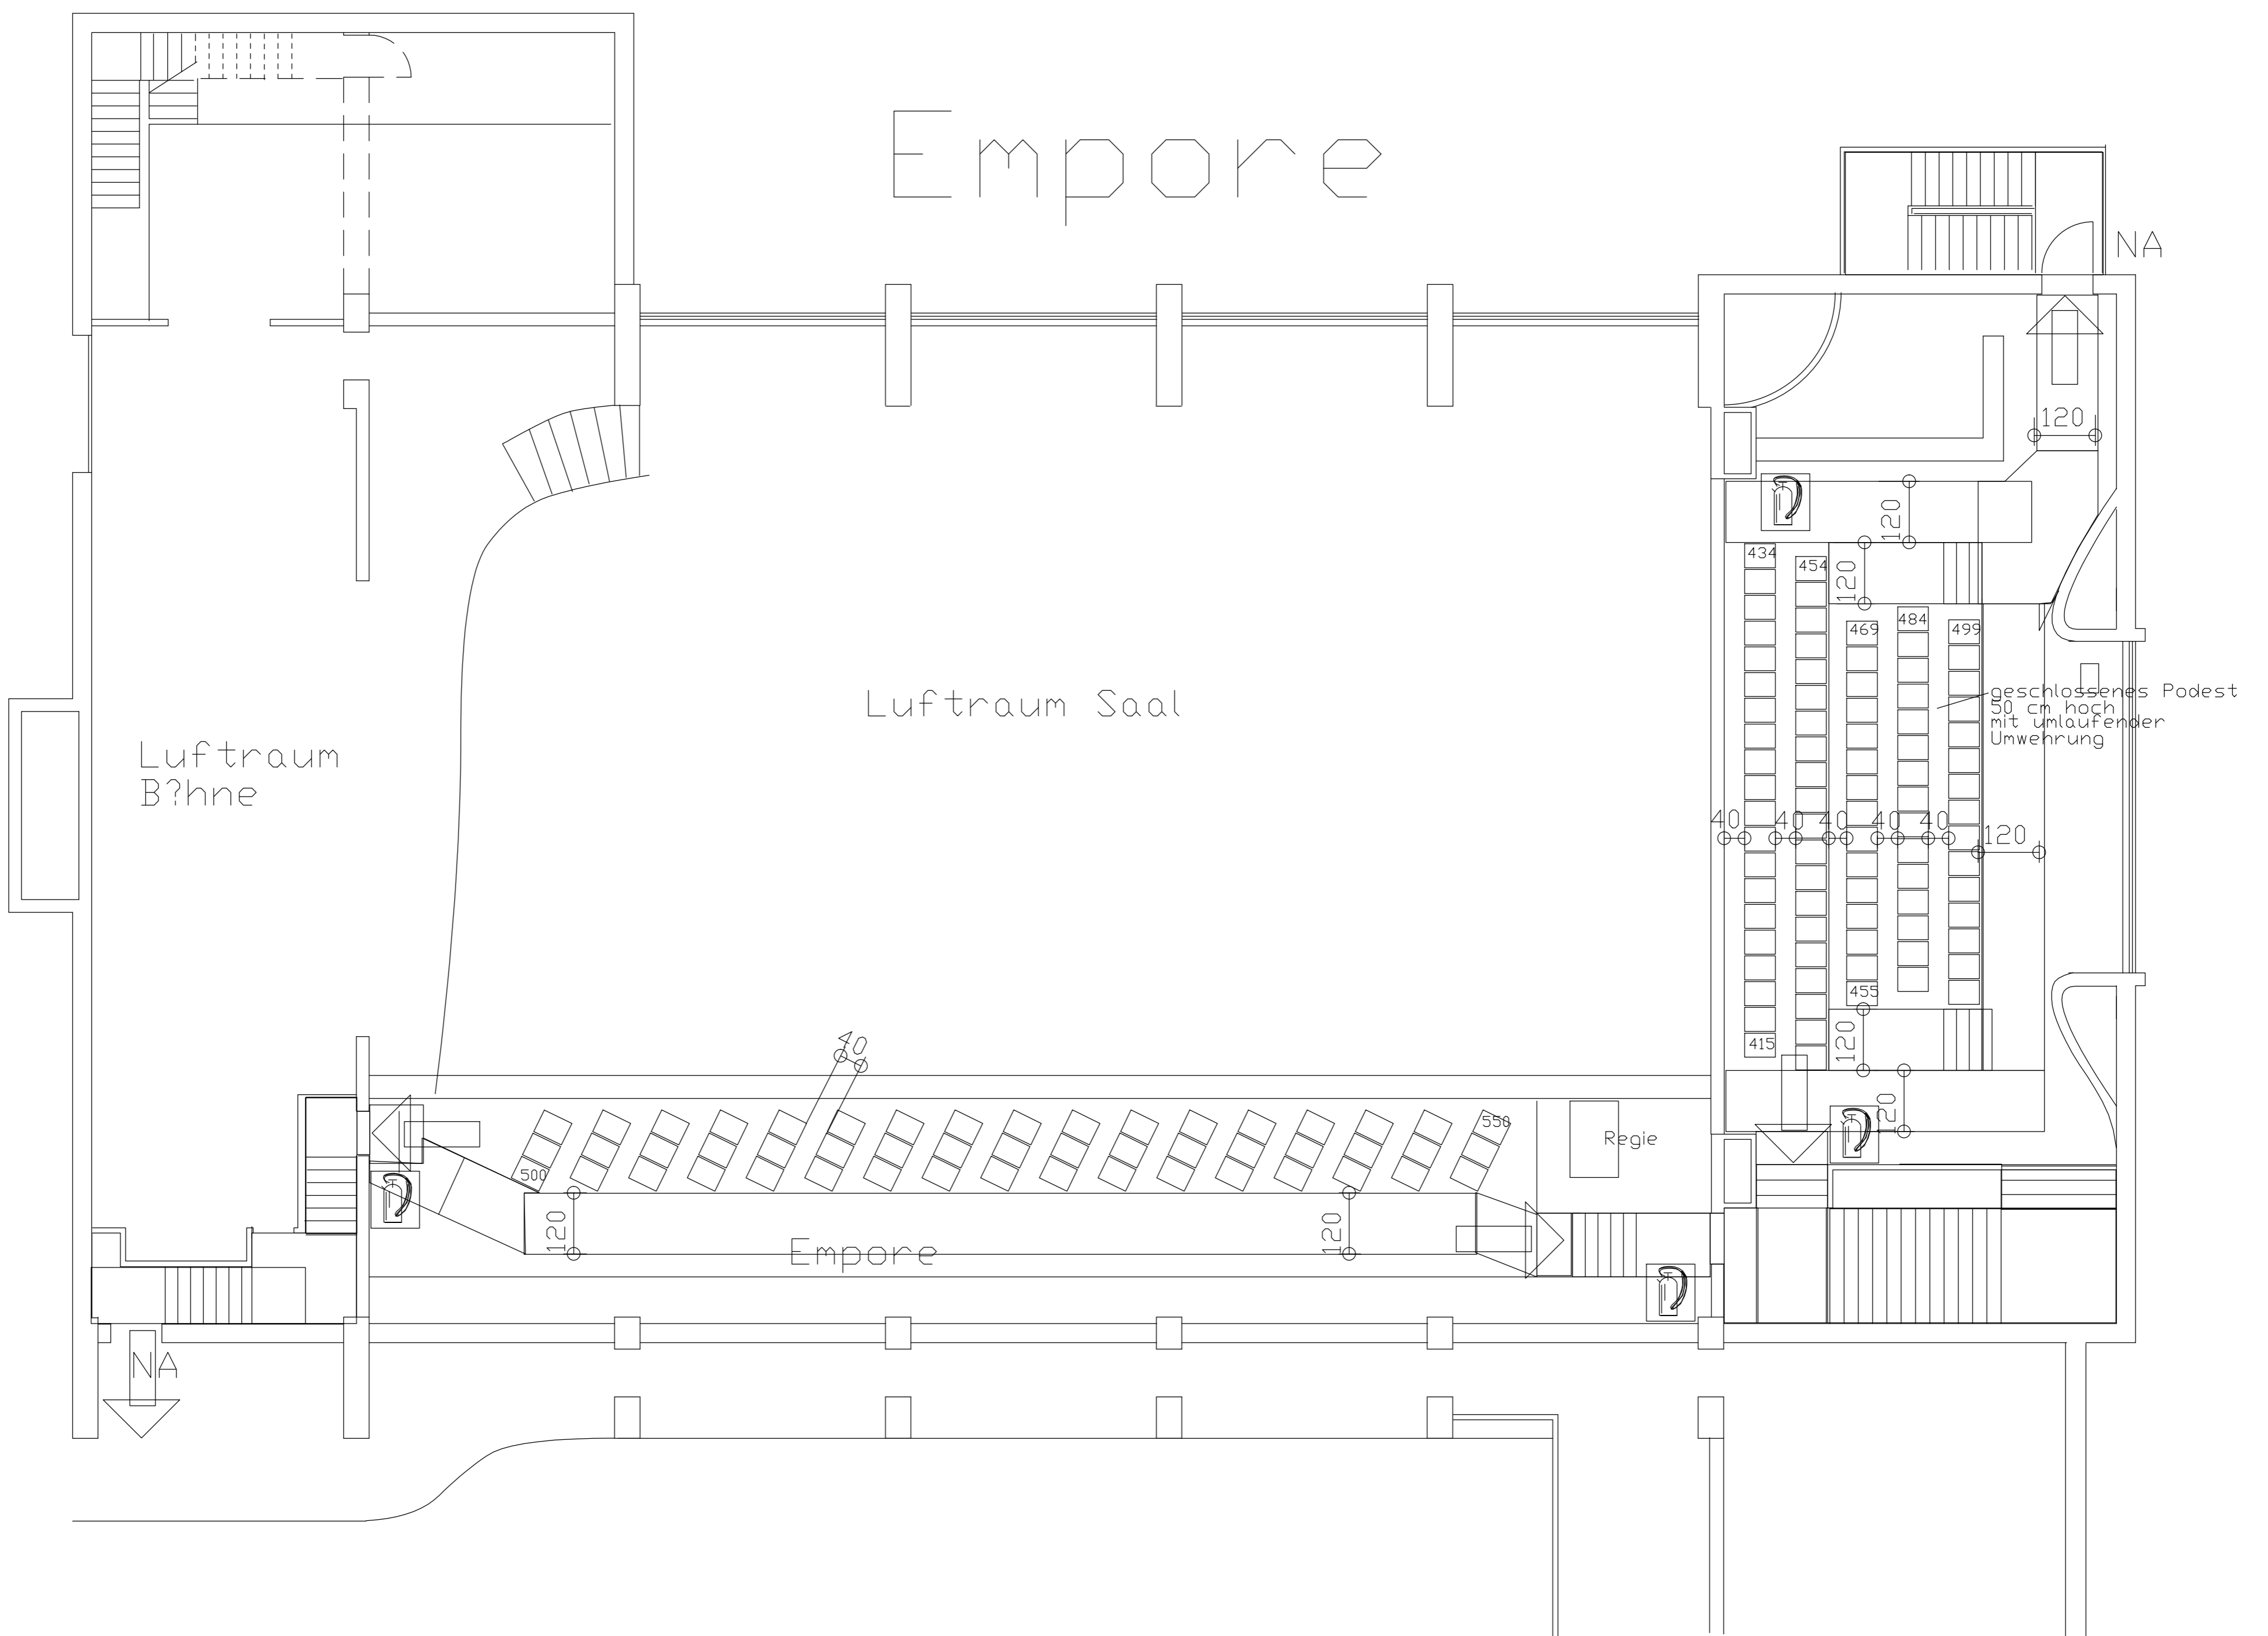 Empore
NA
120
120
434
454
120
469
484
499
geschlossenes Podest
50 cm hoch
mit umlaufender
Umwehrung
Luftraum Saal
Luftraum
B?hne
40
40
40
40
40
120
455
415
120
40
120
550
Regie
500
120
120
Empore
NA